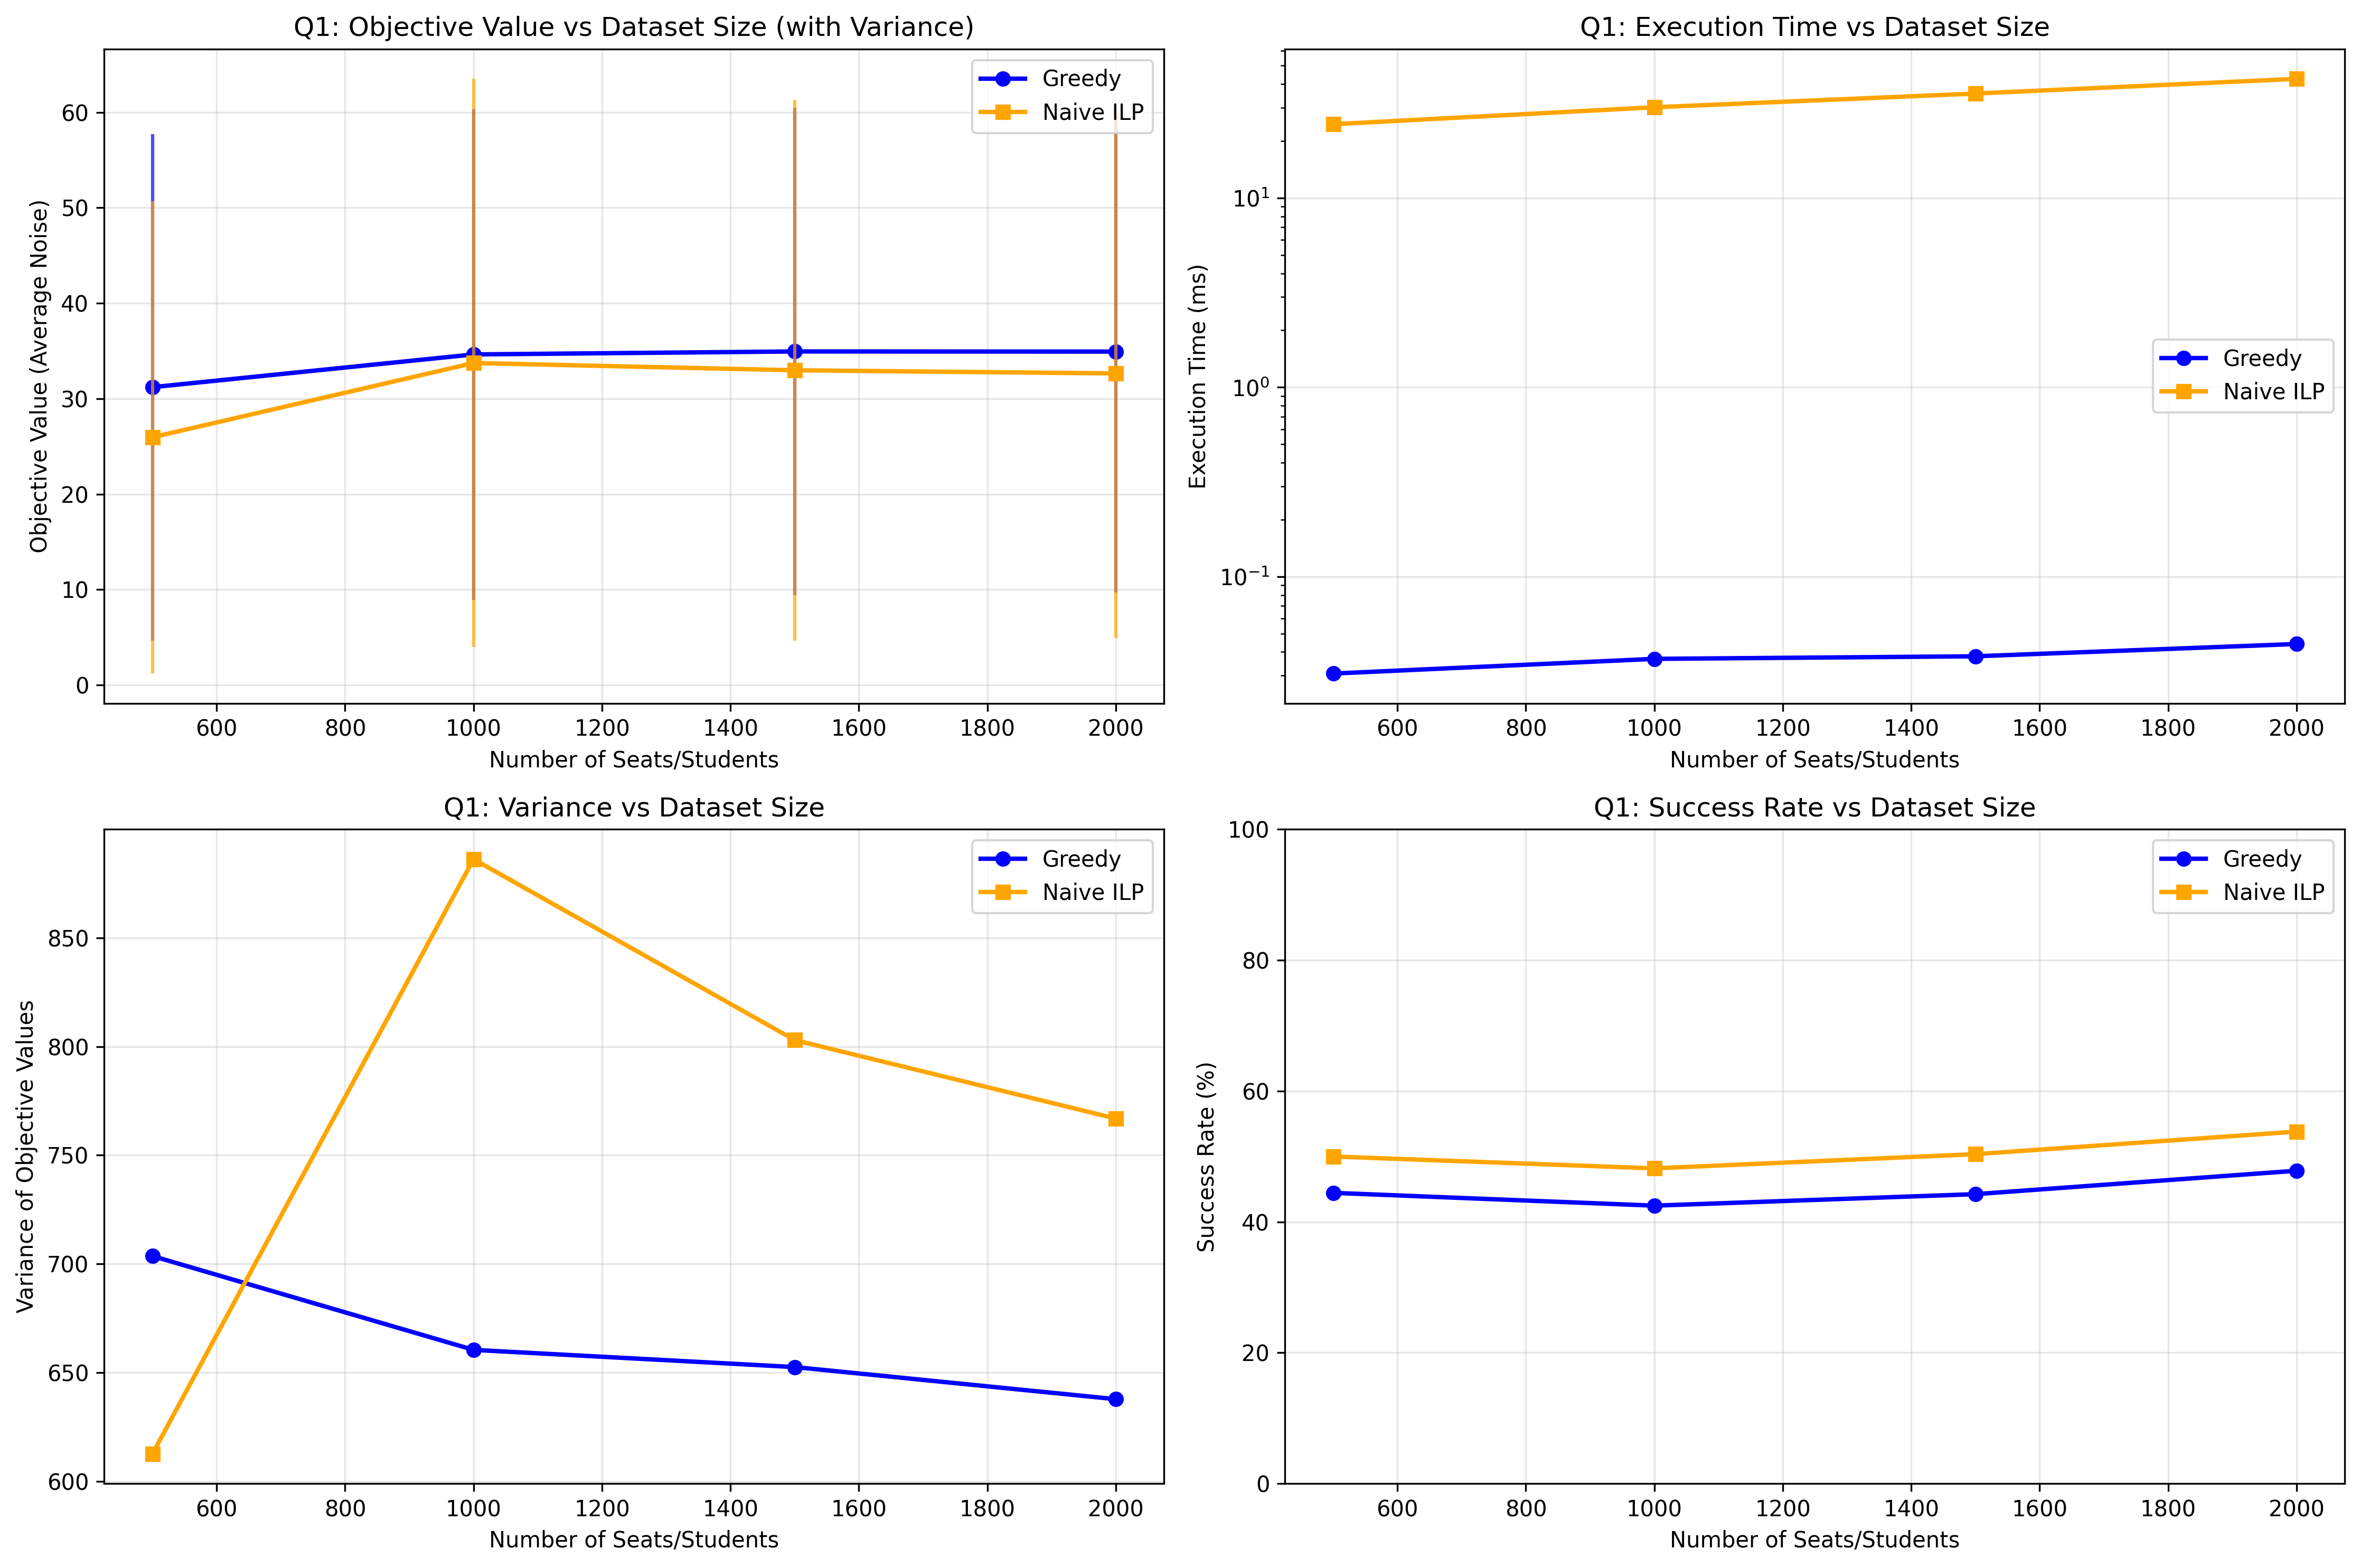 Q1: Objective Value vs Dataset Size (with Variance)
Objective Value (Average Noise)
60
50
40
30
20
10
0
Greedy
Naive ILP
600 800 1000 1200 1400 1600 1800 2000
Number of Seats/Students
Q1: Execution Time vs Dataset Size
Execution Time (ms)
10¹
10⁰
10⁻¹
Greedy
Naive ILP
600 800 1000 1200 1400 1600 1800 2000
Number of Seats/Students
Q1: Variance vs Dataset Size
Variance of Objective Values
850
800
750
700
650
600
Greedy
Naive ILP
600 800 1000 1200 1400 1600 1800 2000
Number of Seats/Students
Q1: Success Rate vs Dataset Size
Success Rate (%)
100
80
60
40
20
0
Greedy
Naive ILP
600 800 1000 1200 1400 1600 1800 2000
Number of Seats/Students